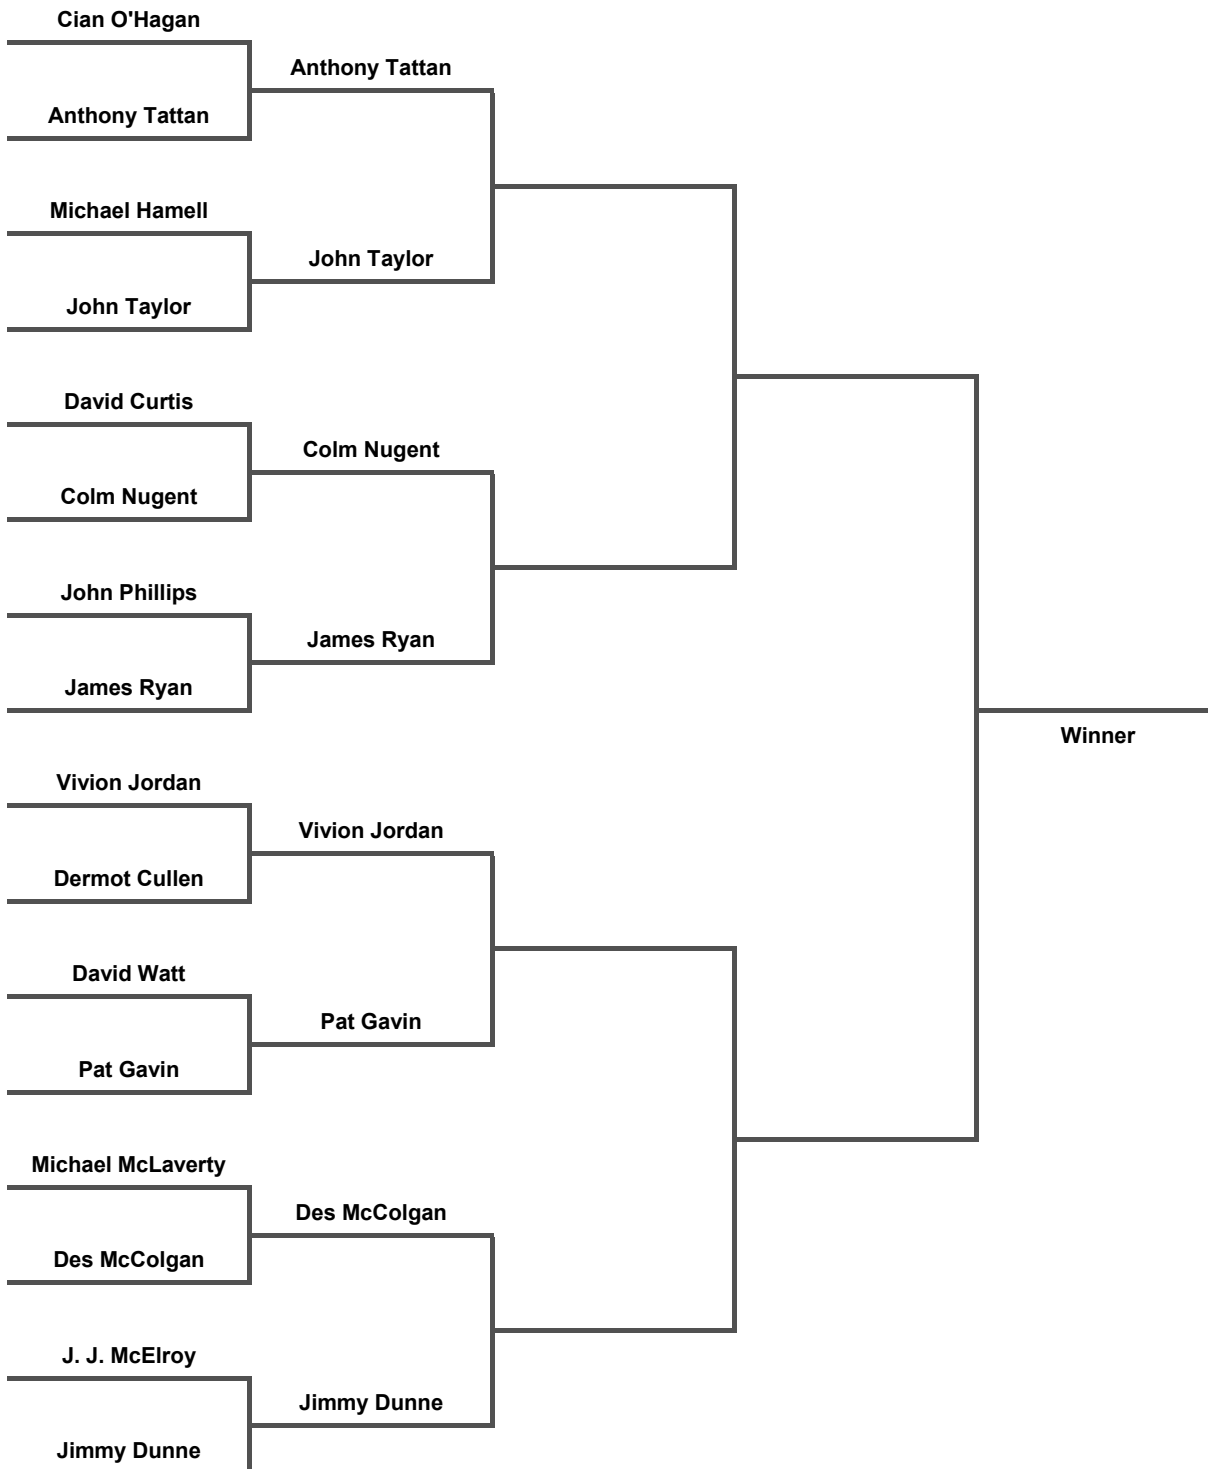 Cian O'Hagan
Anthony Tattan
Anthony Tattan
Michael Hamell
John Taylor
John Taylor
David Curtis
Colm Nugent
Colm Nugent
John Phillips
James Ryan
James Ryan
Winner
Vivion Jordan
Vivion Jordan
Dermot Cullen
David Watt
Pat Gavin
Pat Gavin
Michael McLaverty
Des McColgan
Des McColgan
J. J. McElroy
Jimmy Dunne
Jimmy Dunne